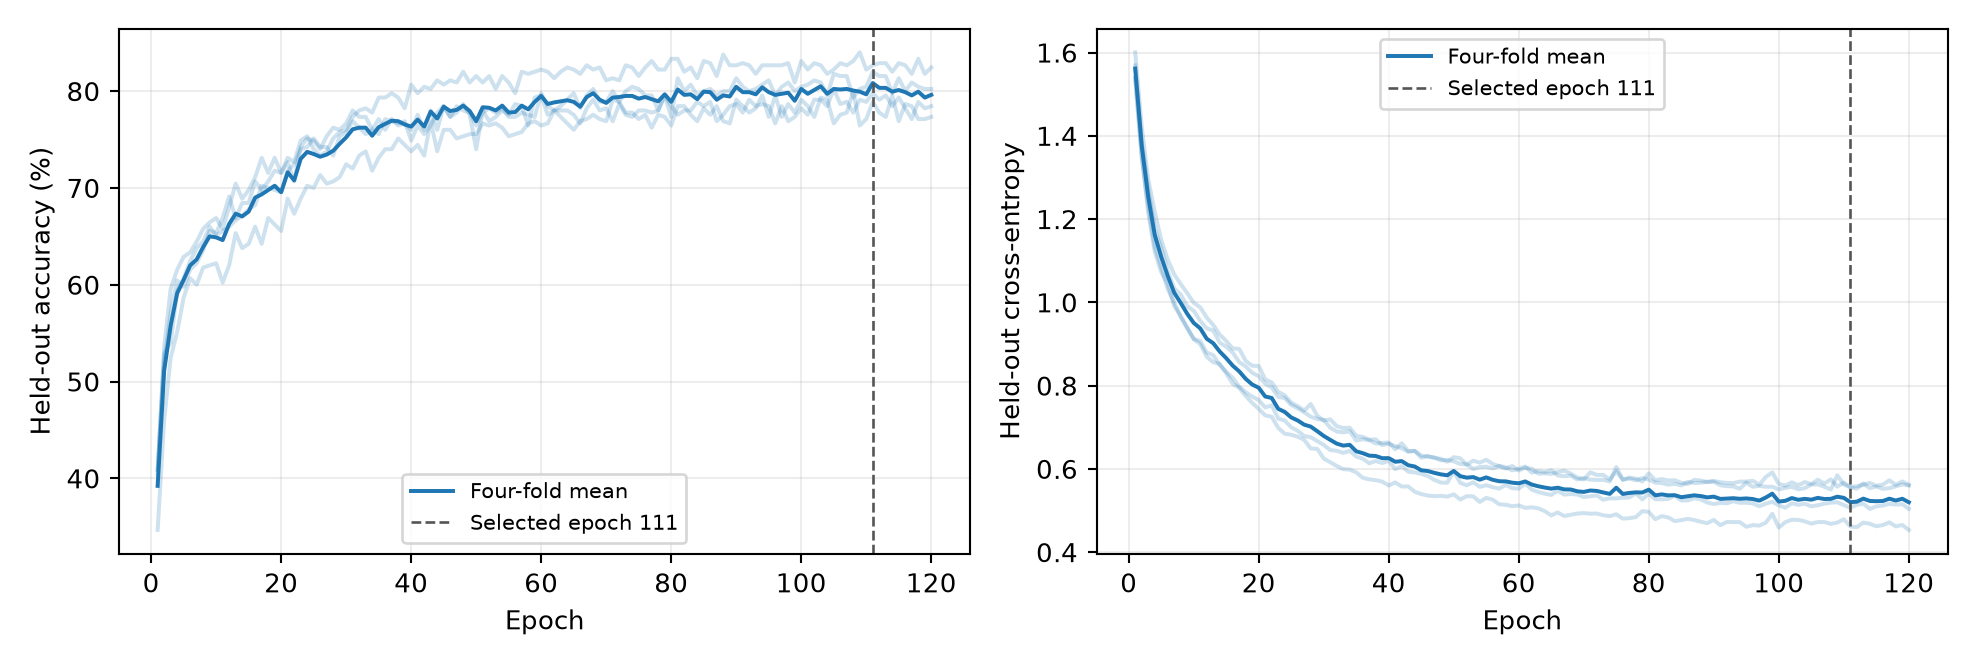 80
70
60
50
40
Held-out accuracy (%)
Four-fold mean
Selected epoch 111
0 20 40 60 80 100 120
Epoch
1.6
1.4
1.2
1.0
0.8
0.6
0.4
Held-out cross-entropy
Four-fold mean
Selected epoch 111
0 20 40 60 80 100 120
Epoch